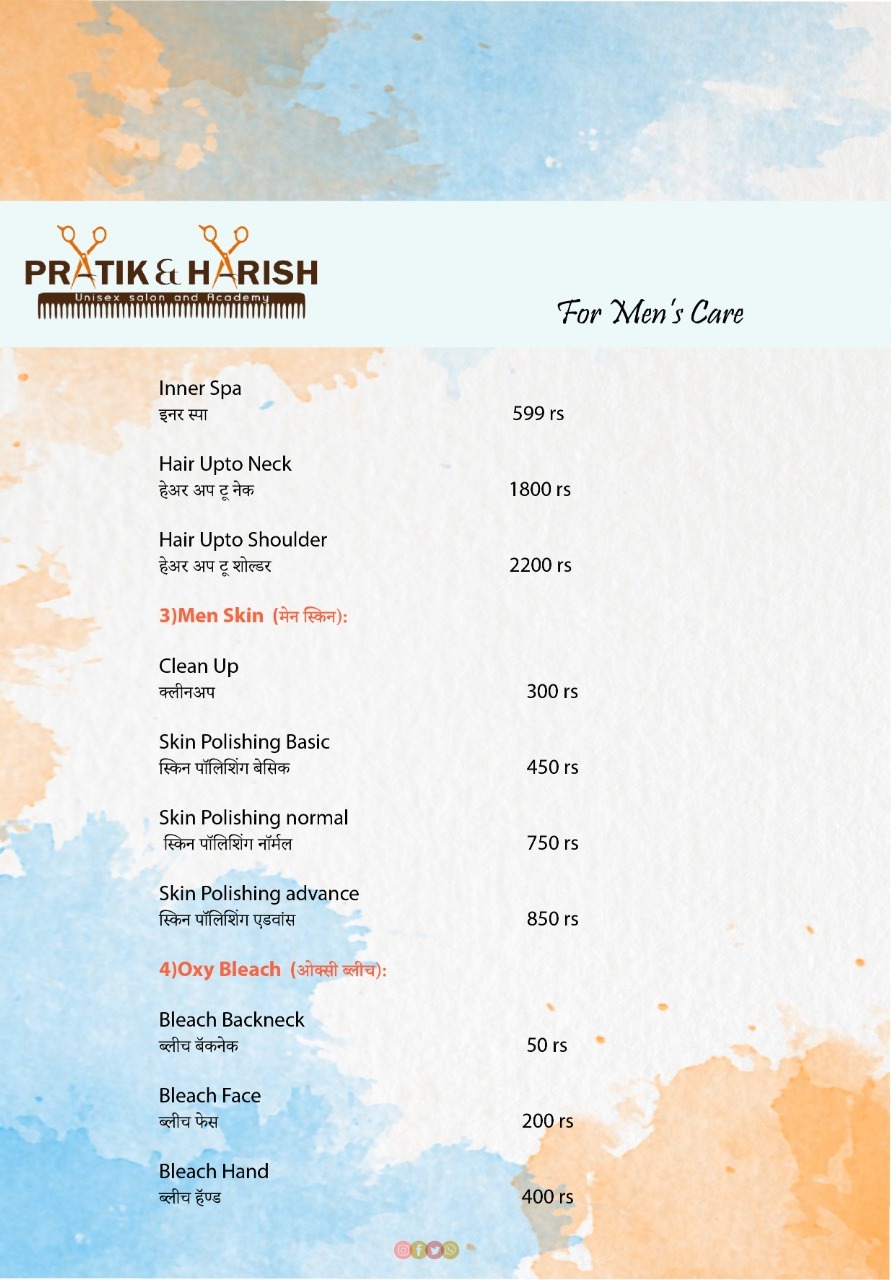 PRATIK & HARISH
Unisex salon and Academy
For Men's Care
Inner Spa
इनर स्पा 599 rs
Hair Upto Neck
हेअर अप टू नेक 1800 rs
Hair Upto Shoulder
हेअर अप टू शोल्डर 2200 rs
3)Men Skin (मेन स्किन):
Clean Up
क्लीनअप 300 rs
Skin Polishing Basic
स्किन पॉलिशिंग बेसिक 450 rs
Skin Polishing normal
स्किन पॉलिशिंग नॉर्मल 750 rs
Skin Polishing advance
स्किन पॉलिशिंग एडवांस 850 rs
4)Oxy Bleach (ओक्सी ब्लीच):
Bleach Backneck
ब्लीच बॅकनेक 50 rs
Bleach Face
ब्लीच फेस 200 rs
Bleach Hand
ब्लीच हॅण्ड 400 rs